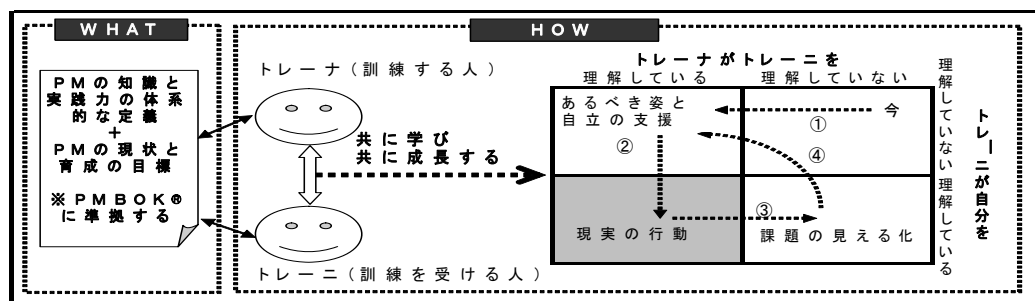 WHAT
PMの知識と
実践力の体系
的な定義
+
PMの現状と
育成の目標
※PMBOK®
に準拠する
HOW
トレーナ(訓練する人)
共に学び
共に成長する
トレーニ(訓練を受ける人)
トレーナがトレーニを
理解している
理解していない
あるべき姿と
自立の支援
今
①
②
④
③
現実の行動
課題の見える化
理解していない
理解している
トレーニが自分を